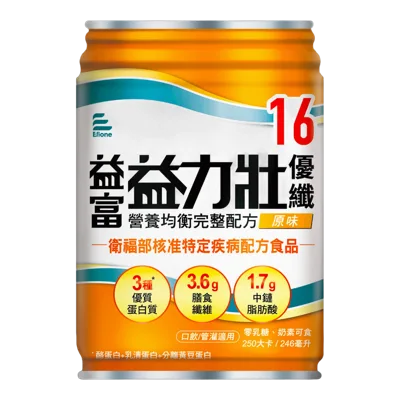 Eflone
16
益富
益力壯
優纖
營養均衡完整配方
原味
衛福部核准特定疾病配方食品
3種*
優質
蛋白質
3.6g
膳食
纖維
1.7g
中鏈
脂肪酸
口飲/管灌適用
零乳糖、奶素可食
250大卡/246毫升
*酪蛋白+乳清蛋白+分離黃豆蛋白